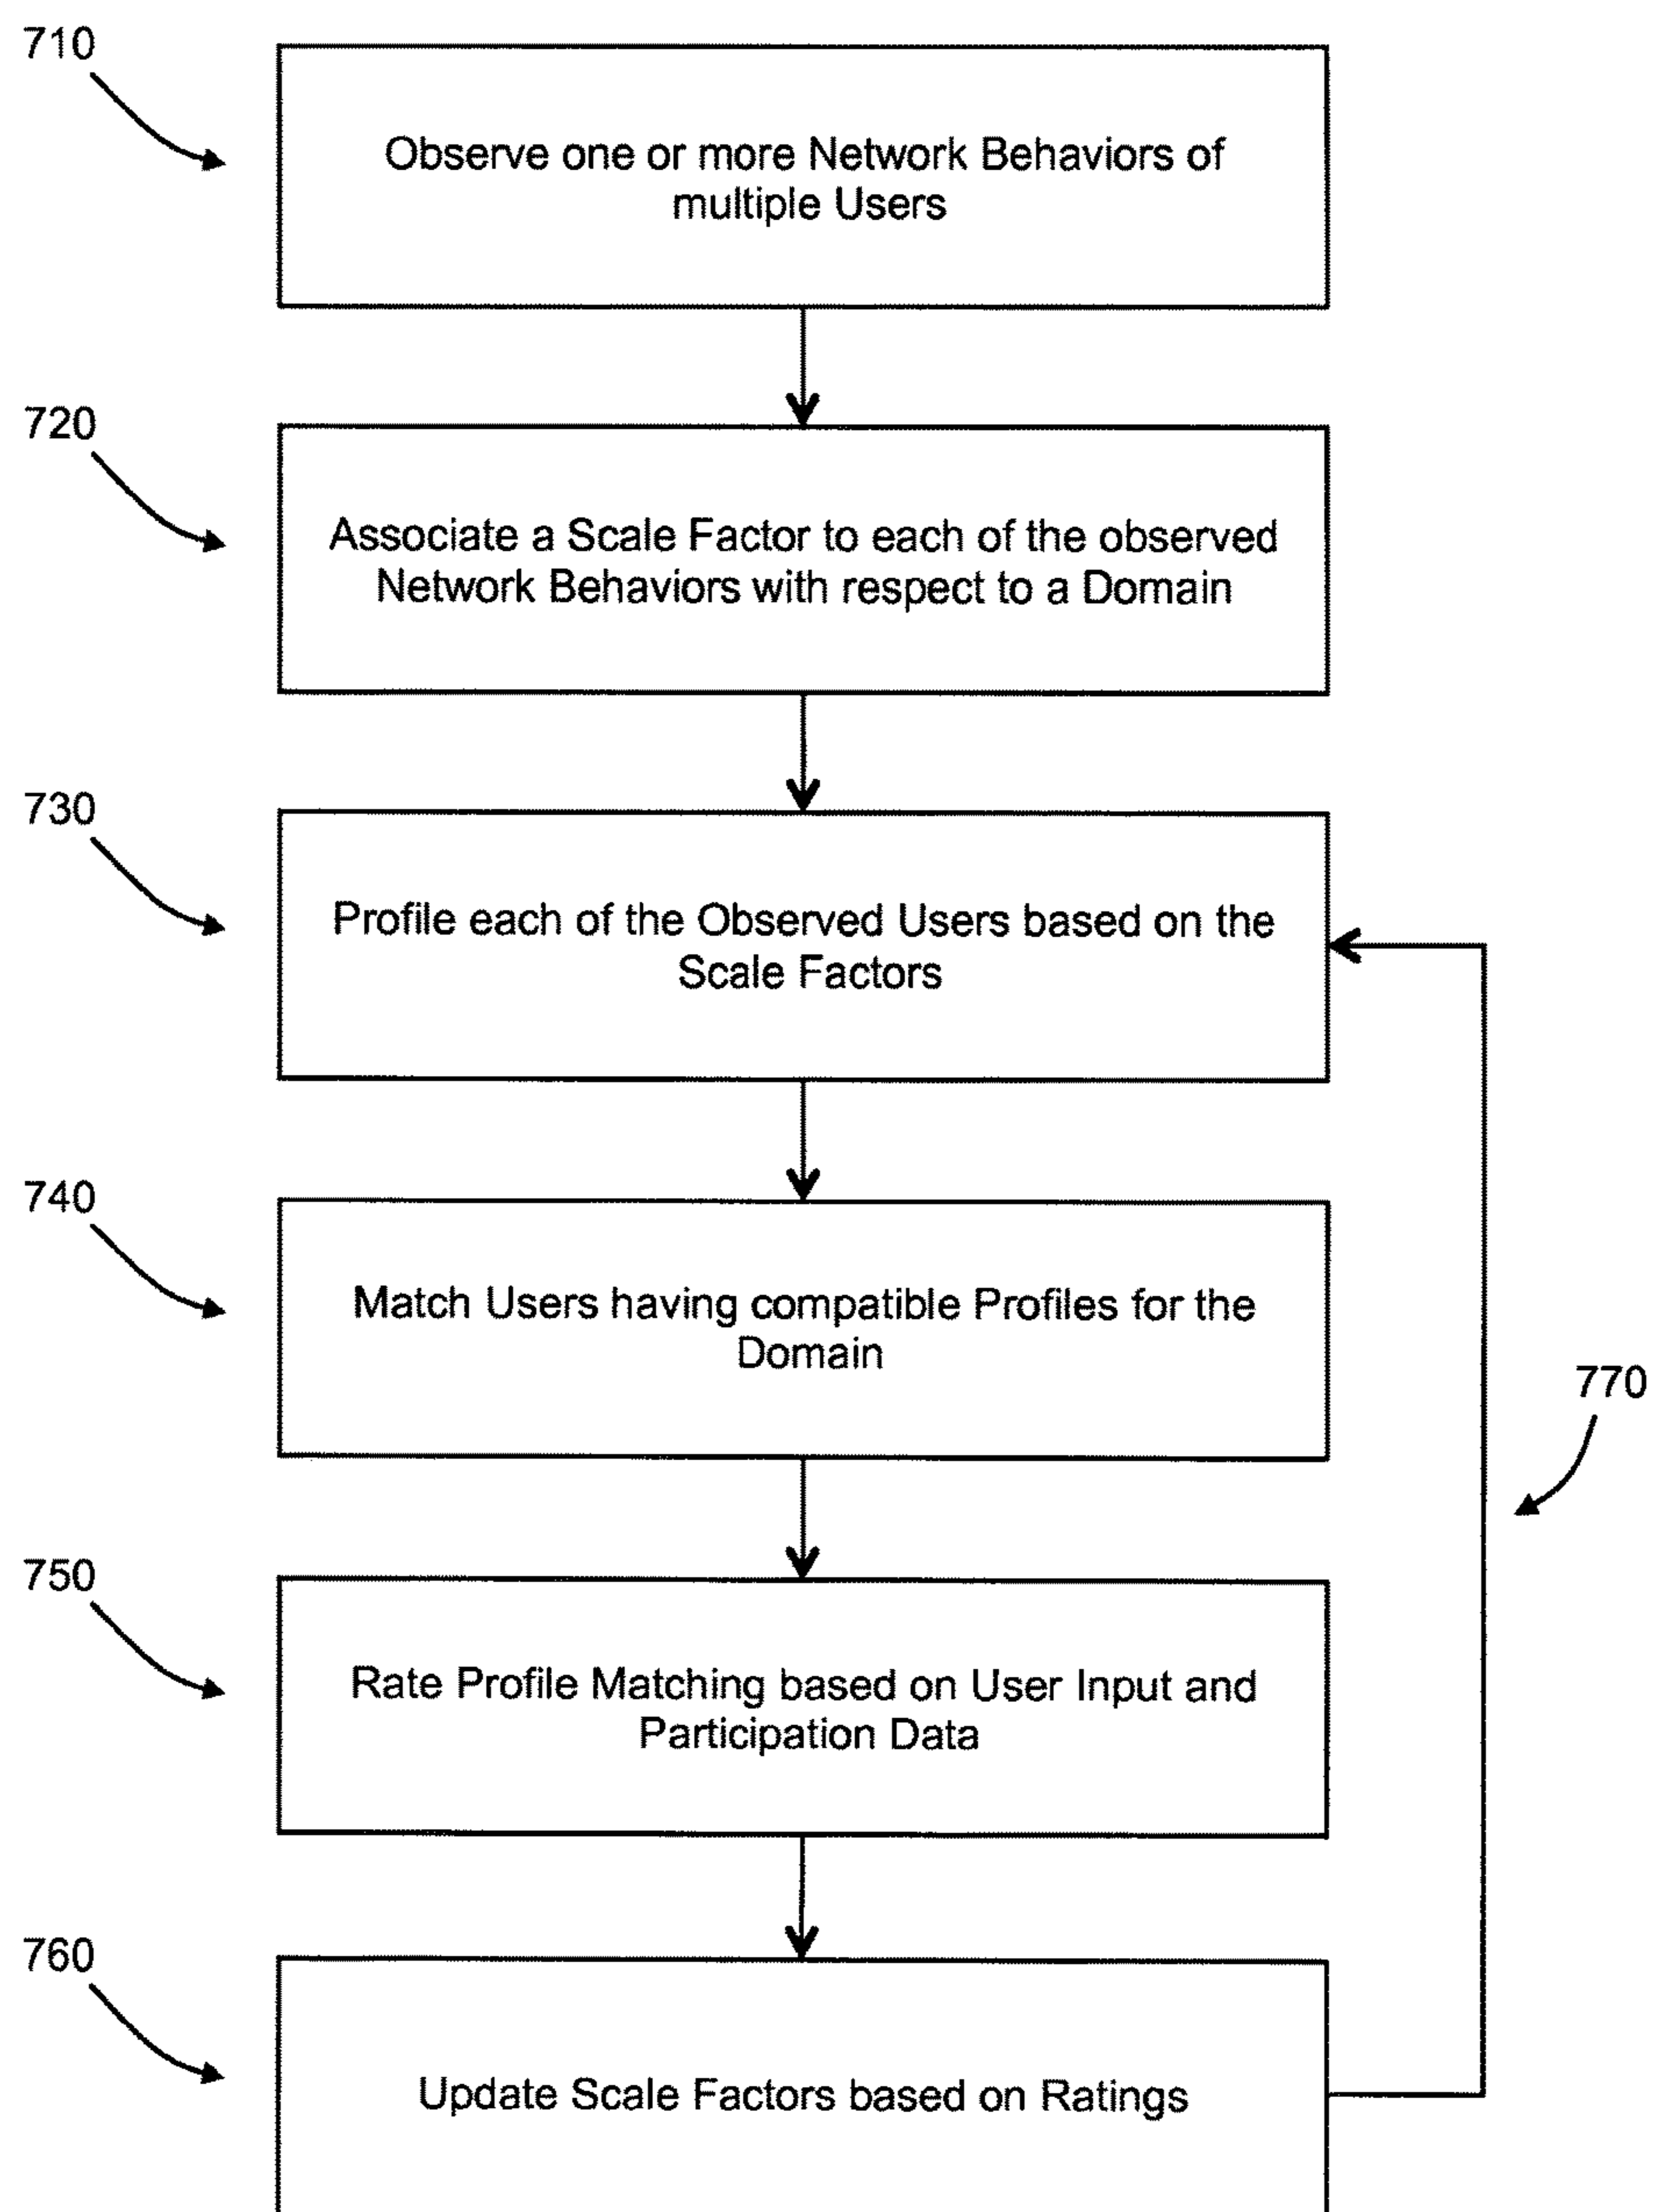 710
Observe one or more Network Behaviors of
multiple Users
720
Associate a Scale Factor to each of the observed
Network Behaviors with respect to a Domain
730
Profile each of the Observed Users based on the
Scale Factors
740
Match Users having compatible Profiles for the
Domain
770
750
Rate Profile Matching based on User Input and
Participation Data
760
Update Scale Factors based on Ratings